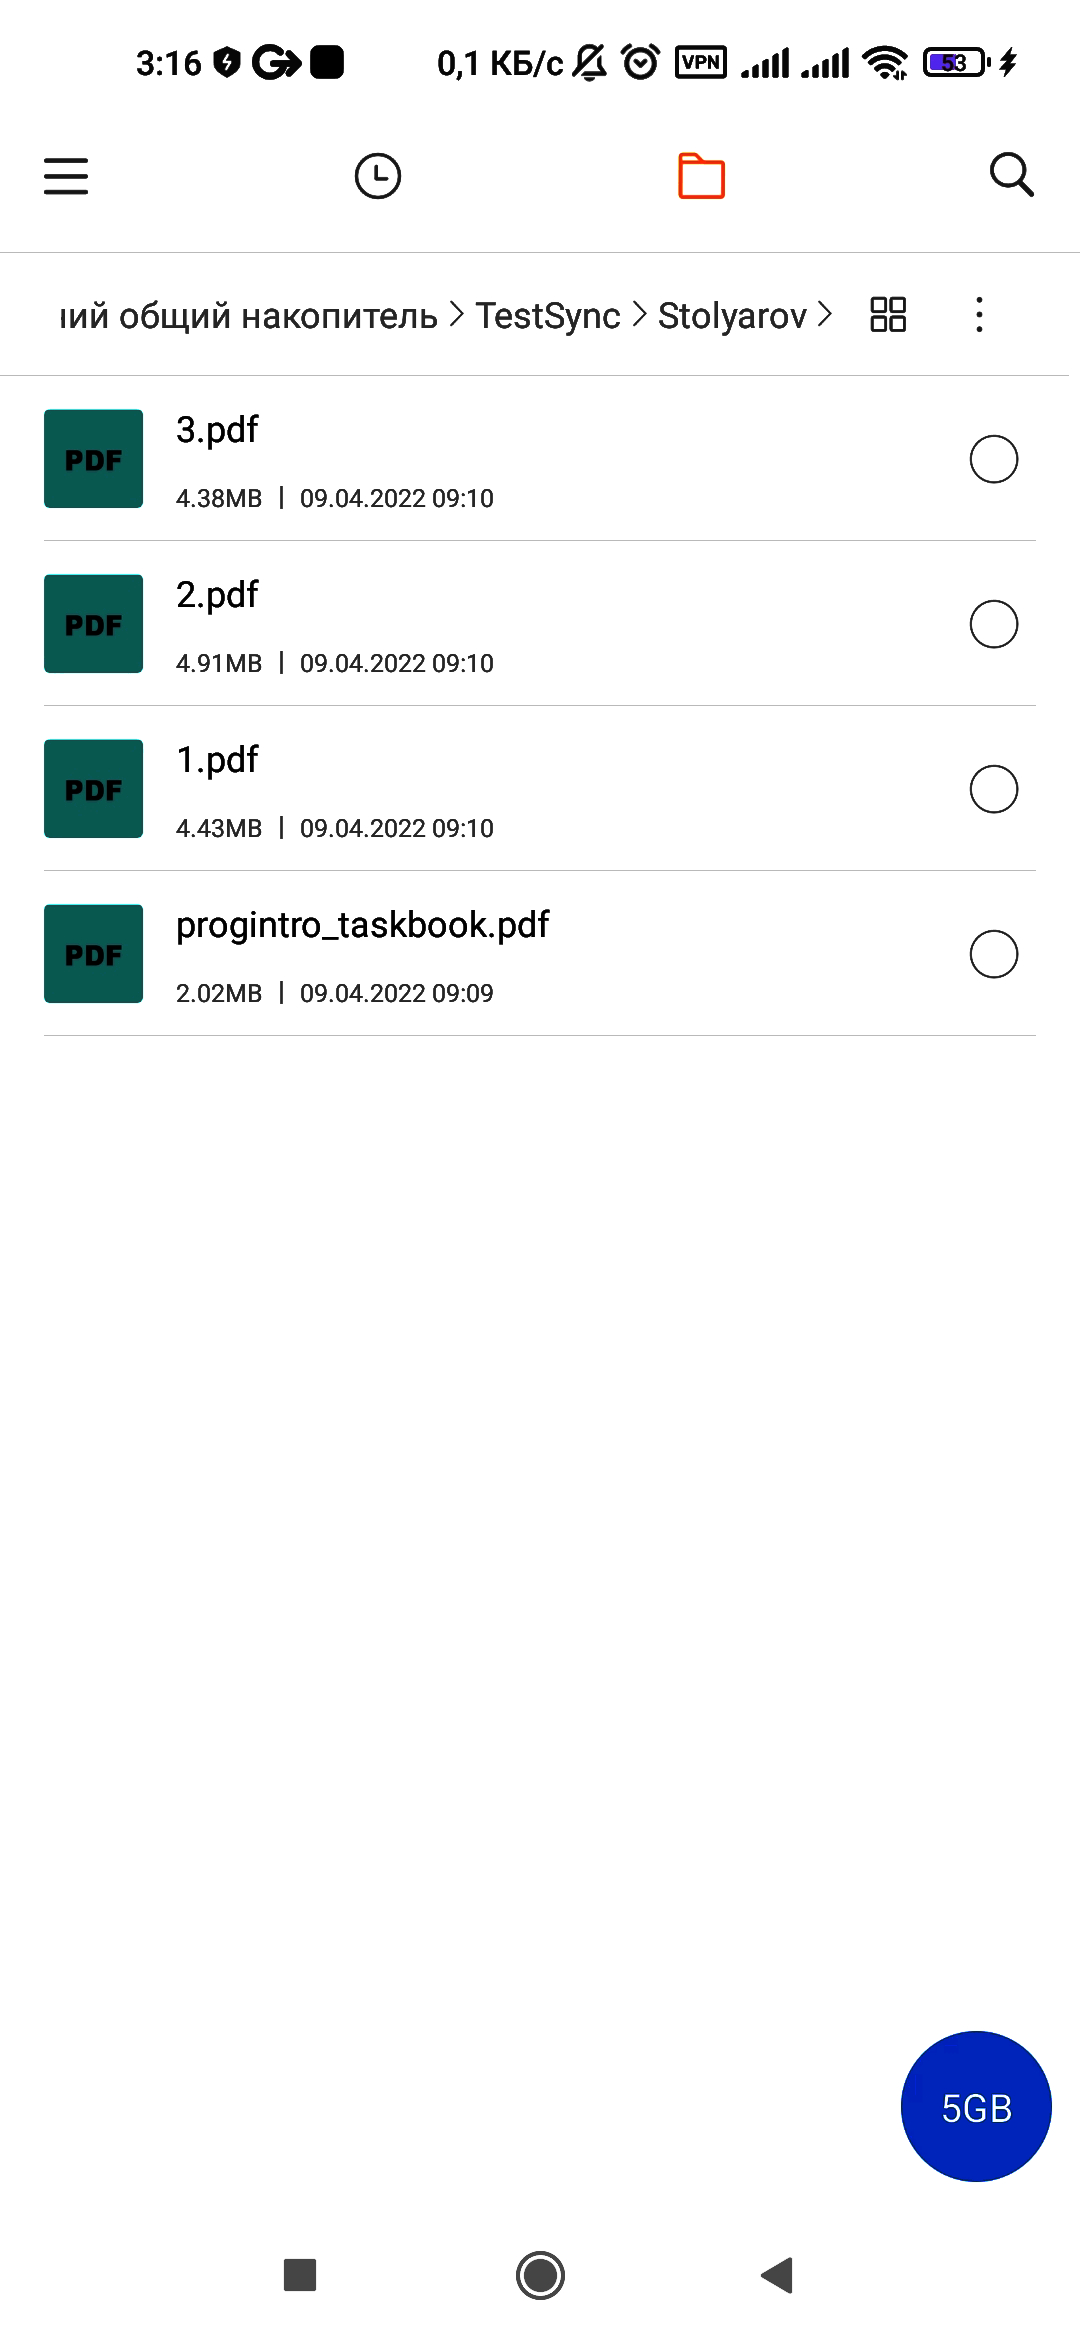 3:16 0,1 КБ/с VPN 53
ий общий накопитель > TestSync > Stolyarov >
PDF
3.pdf
4.38MB | 09.04.2022 09:10
PDF
2.pdf
4.91MB | 09.04.2022 09:10
PDF
1.pdf
4.43MB | 09.04.2022 09:10
PDF
progintro_taskbook.pdf
2.02MB | 09.04.2022 09:09
5GB